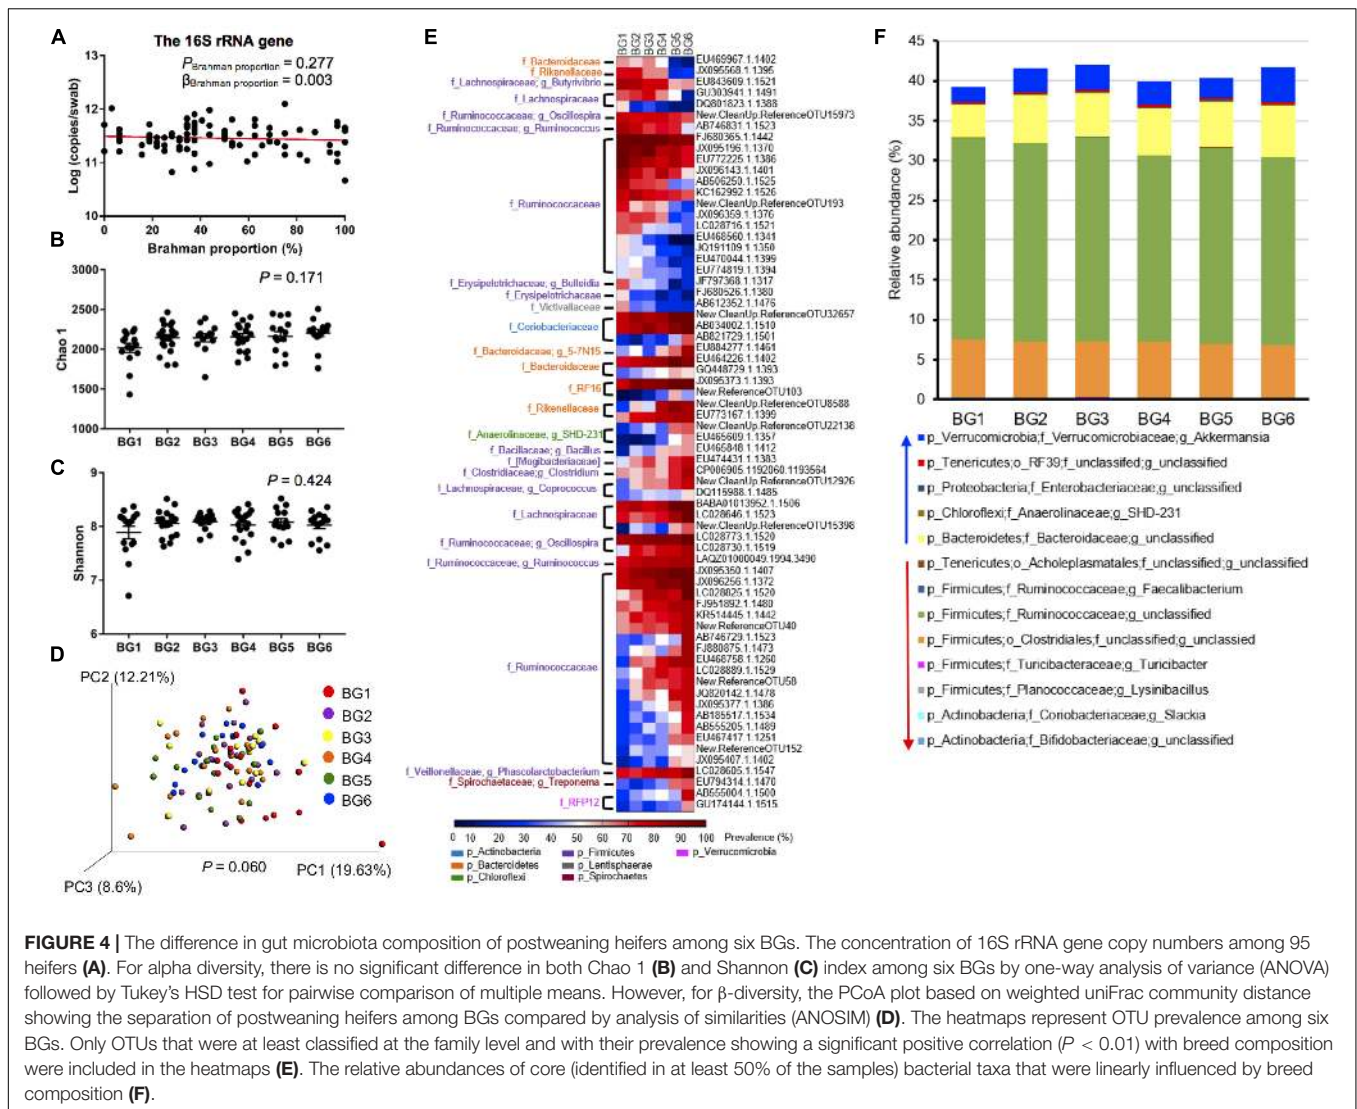 A
The 16S rRNA gene
P Brahman proportion = 0.277
β Brahman proportion = 0.003
Log (copies/swab)
13
12
11
10
0 20 40 60 80 100
Brahman proportion (%)
B
P = 0.171
Chao 1
3000
2500
2000
1500
1000
BG1 BG2 BG3 BG4 BG5 BG6
C
P = 0.424
Shannon
9
8
7
6
BG1 BG2 BG3 BG4 BG5 BG6
D
PC2 (12.21%)
BG1
BG2
BG3
BG4
BG5
BG6
P = 0.060
PC1 (19.63%)
PC3 (8.6%)
E
BG1 BG2 BG3 BG4 BG5 BG6
f_Bacteroidaceae
f_Rikenellaceae
f_Lachnospiraceae; g_Butyrivibrio
f_Lachnospiraceae
f_Ruminococcaceae; g_Oscillospira
f_Ruminococcaceae; g_Ruminococcus
f_Ruminococcaceae
f_Erysipelotrichaceae; g_Bulleidia
f_Erysipelotrichaceae
f_Victivallaceae
f_Coriobacteriaceae
f_Bacteroidaceae; g_5-7N15
f_Bacteroidaceae
f_RF16
f_Rikenellaceae
f_Anaerolinaceae; g_SHD-231
f_Bacillaceae; g_Bacillus
f_[Mogibacteriaceae]
f_Clostridiaceae; g_Clostridium
f_Lachnospiraceae; g_Coprococcus
f_Lachnospiraceae
f_Ruminococcaceae; g_Oscillospira
f_Ruminococcaceae; g_Ruminococcus
f_Ruminococcaceae
f_Veillonellaceae; g_Phascolarctobacterium
f_Spirochaetaceae; g_Treponema
f_RFP12
EU469967.1.1402
JX095568.1.1395
EU843609.1.1521
GU303941.1.1491
DQ801823.1.1388
New.CleanUp.ReferenceOTU15973
AB746831.1.1523
FJ680365.1.1442
JX095196.1.1370
EU772225.1.1386
JX096143.1.1401
AB506250.1.1525
KC162992.1.1526
New.CleanUp.ReferenceOTU193
JX096359.1.1376
LC028716.1.1521
EU468560.1.1341
JQ191109.1.1350
EU470044.1.1399
EU774819.1.1394
JF797368.1.1317
FJ680526.1.1380
AB612352.1.1476
New.CleanUp.ReferenceOTU32657
AB034002.1.1510
AB821729.1.1501
EU884277.1.1461
EU464226.1.1402
GQ448729.1.1393
JX095373.1.1393
New.ReferenceOTU103
New.CleanUp.ReferenceOTU8588
EU773167.1.1399
New.CleanUp.ReferenceOTU22138
EU465609.1.1357
EU465848.1.1412
EU474431.1.1383
CP006905.1192060.1193564
New.CleanUp.ReferenceOTU12926
DQ115988.1.1485
BABA01013952.1.1506
LC028646.1.1523
New.CleanUp.ReferenceOTU15398
LC028773.1.1520
LC028730.1.1519
LAQZ01000049.1994.3490
JX095350.1.1407
JX096256.1.1372
LC028825.1.1520
FJ951892.1.1480
KR514445.1.1442
New.ReferenceOTU40
AB746729.1.1523
FJ880875.1.1473
EU468758.1.1260
LC028889.1.1529
New.ReferenceOTU58
JQ820142.1.1478
JX095377.1.1386
AB185517.1.1534
AB555205.1.1489
EU467417.1.1251
New.ReferenceOTU152
JX095407.1.1402
LC028605.1.1547
EU794314.1.1470
AB555004.1.1500
GU174144.1.1515
0 10 20 30 40 50 60 70 80 90 100 Prevalence (%)
p_Actinobacteria p_Firmicutes p_Verrucomicrobia
p_Bacteroidetes p_Lentisphaerae
p_Chloroflexi p_Spirochaetes
F
Relative abundance (%)
45
40
35
30
25
20
15
10
5
0
BG1 BG2 BG3 BG4 BG5 BG6
p_Verrucomicrobia;f_Verrucomicrobiaceae;g_Akkermansia
p_Tenericutes;o_RF39;f_unclassifed;g_unclassified
p_Proteobacteria;f_Enterobacteriaceae;g_unclassified
p_Chloroflexi;f_Anaerolinaceae;g_SHD-231
p_Bacteroidetes;f_Bacteroidaceae;g_unclassified
p_Tenericutes;o_Acholeplasmatales;f_unclassified;g_unclassified
p_Firmicutes;f_Ruminococcaceae;g_Faecalibacterium
p_Firmicutes;f_Ruminococcaceae;g_unclassified
p_Firmicutes;o_Clostridiales;f_unclassified;g_unclassied
p_Firmicutes;f_Turicibacteraceae;g_Turicibacter
p_Firmicutes;f_Planococcaceae;g_Lysinibacillus
p_Actinobacteria;f_Coriobacteriaceae;g_Slackia
p_Actinobacteria;f_Bifidobacteriaceae;g_unclassified
FIGURE 4 | The difference in gut microbiota composition of postweaning heifers among six BGs. The concentration of 16S rRNA gene copy numbers among 95
heifers (A). For alpha diversity, there is no significant difference in both Chao 1 (B) and Shannon (C) index among six BGs by one-way analysis of variance (ANOVA)
followed by Tukey's HSD test for pairwise comparison of multiple means. However, for β-diversity, the PCoA plot based on weighted uniFrac community distance
showing the separation of postweaning heifers among BGs compared by analysis of similarities (ANOSIM) (D). The heatmaps represent OTU prevalence among six
BGs. Only OTUs that were at least classified at the family level and with their prevalence showing a significant positive correlation (P < 0.01) with breed composition
were included in the heatmaps (E). The relative abundances of core (identified in at least 50% of the samples) bacterial taxa that were linearly influenced by breed
composition (F).